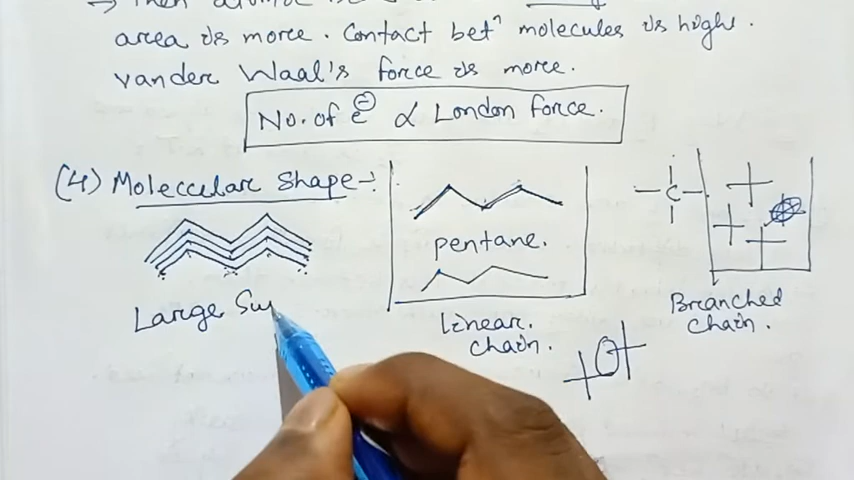 area is more. Contact betⁿ molecules is high.
vander Waal's force is more.
No. of e⊖ ∝ London force.
(4) Moleccular Shape→:
pentane.
Large Su
Linear
chain.
C
Branched
chain.